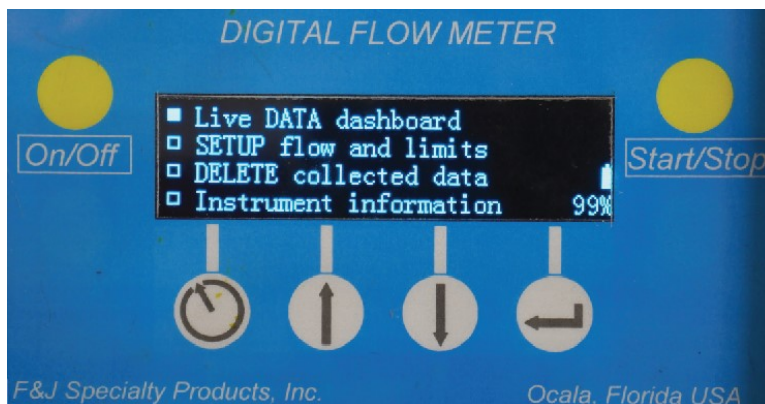 DIGITAL FLOW METER
On/Off
Live DATA dashboard
SETUP flow and limits
DELETE collected data
Instrument information 99%
Start/Stop
F&J Specialty Products, Inc.
Ocala, Florida USA